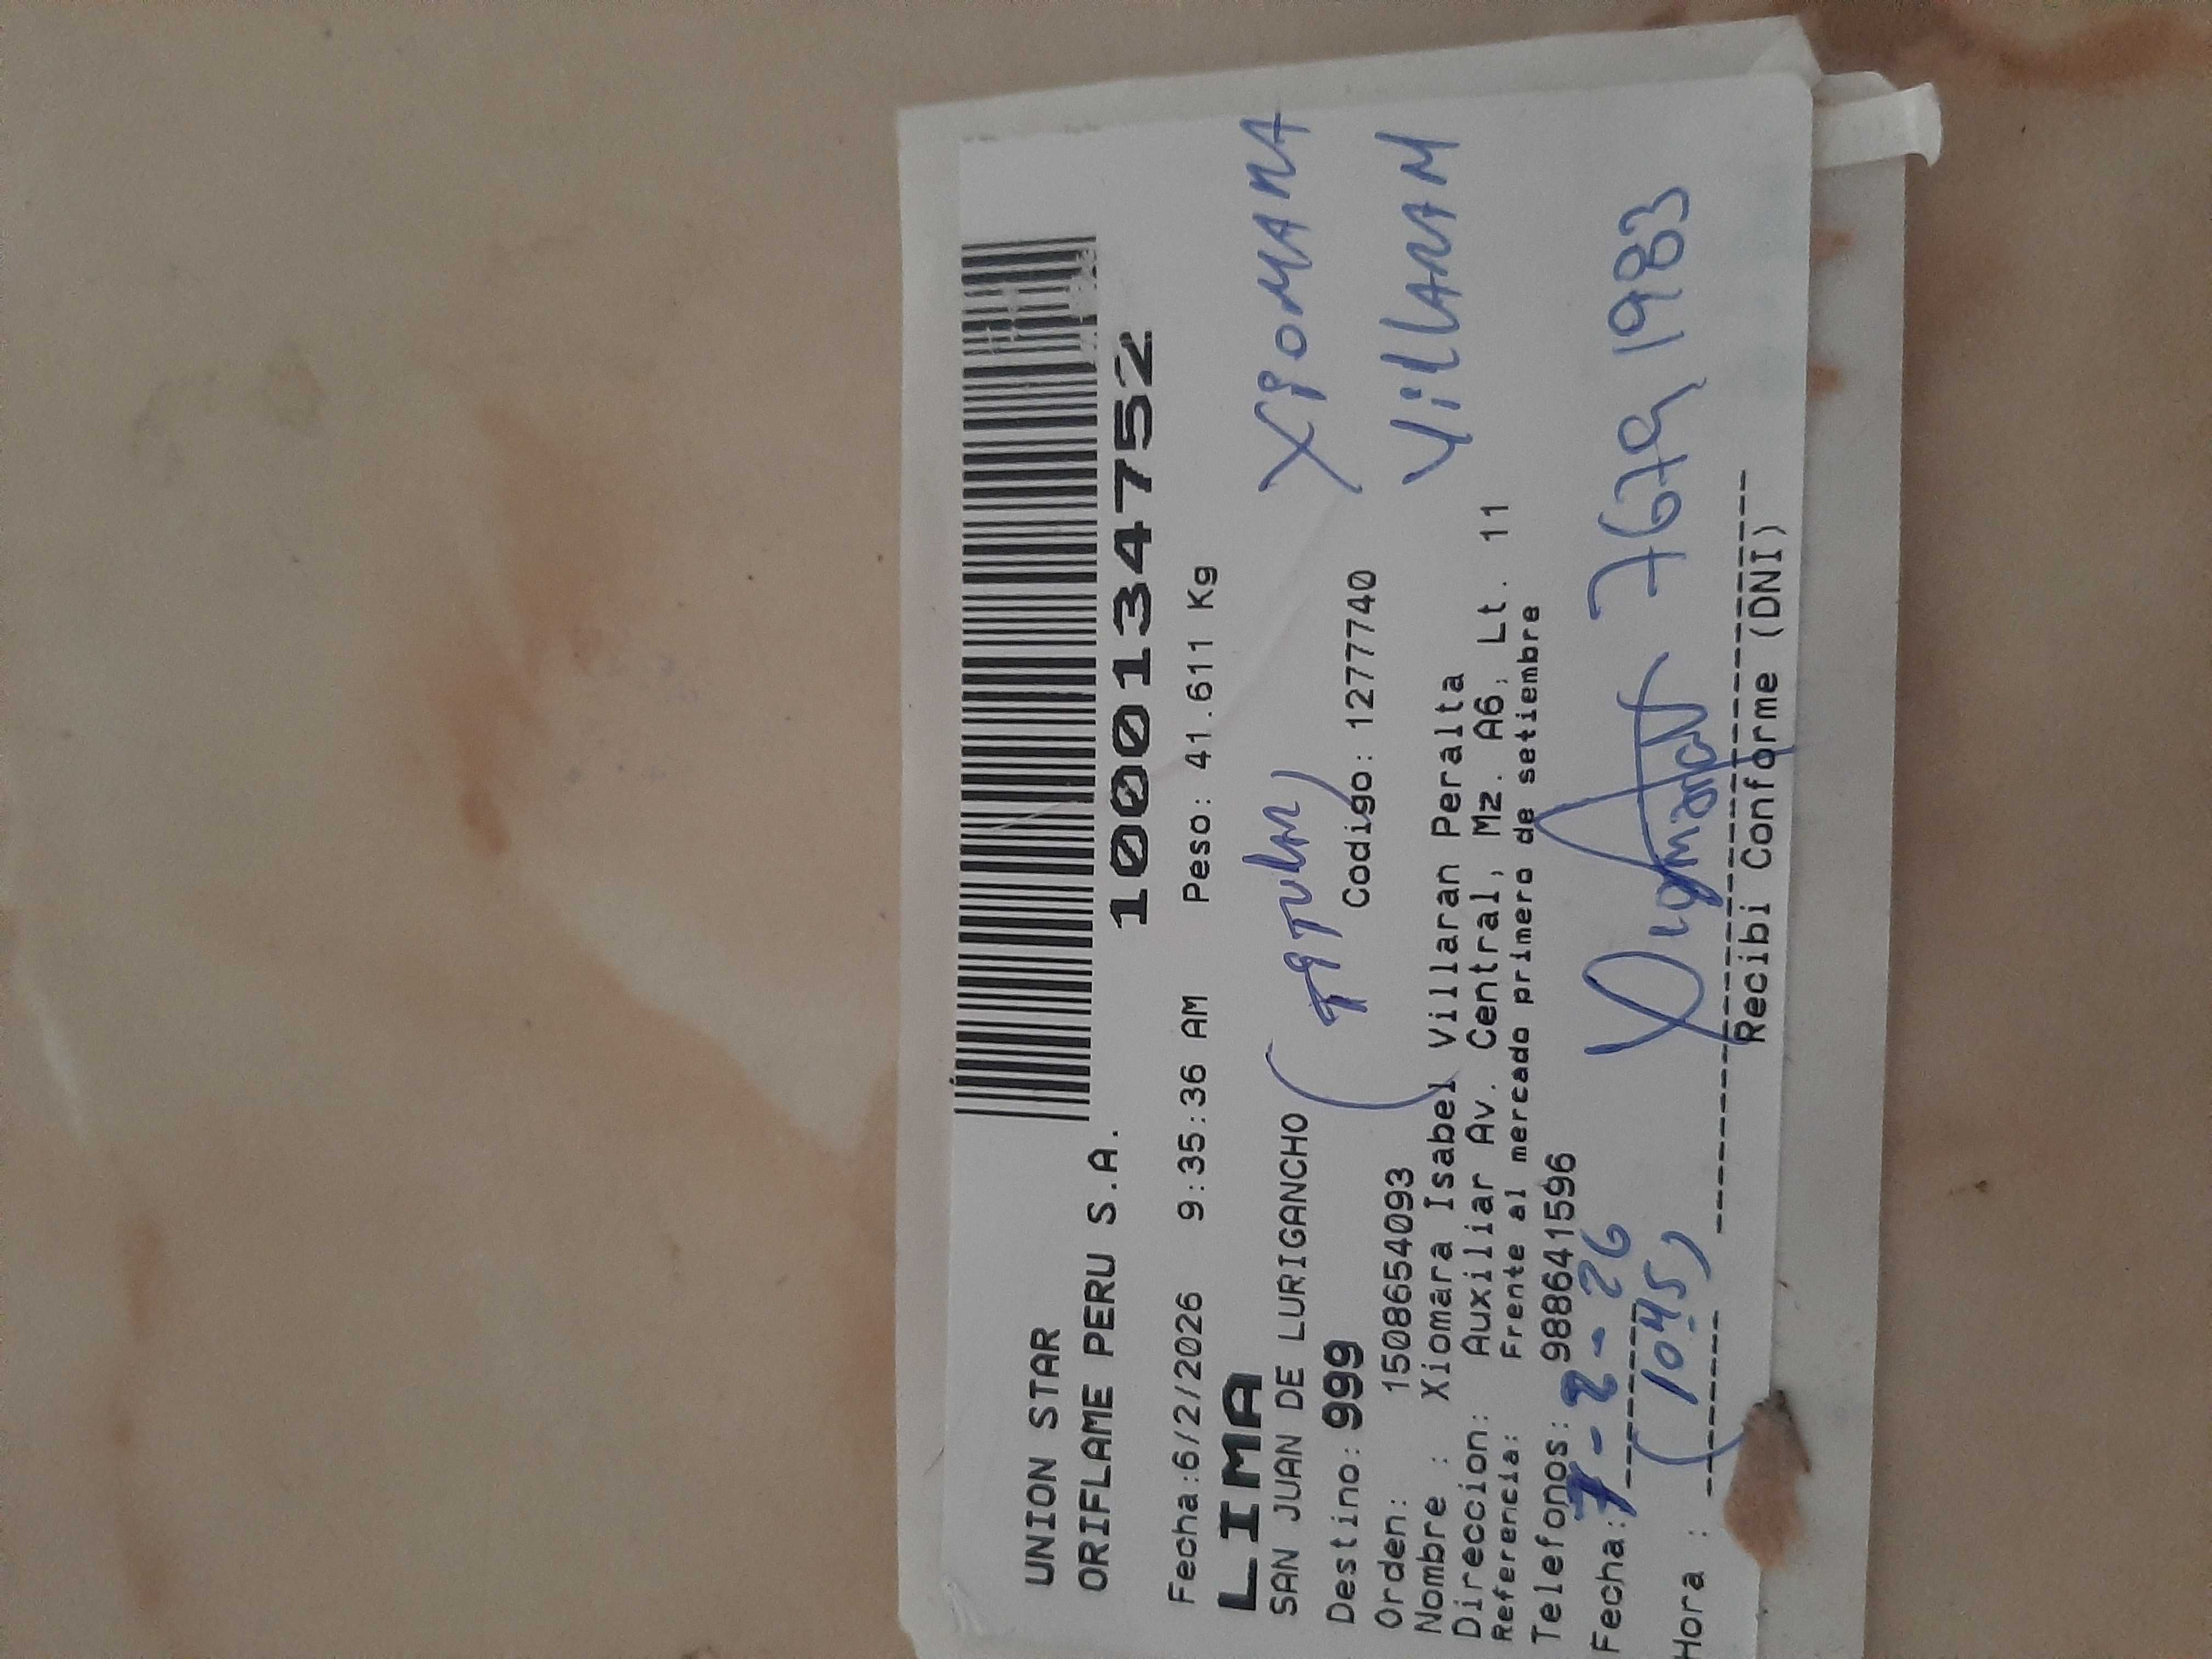 UNION STAR
ORIFLAME PERU S.A.
1000134752
Fecha:6/2/2026 9:35:36 AM Peso: 41.611 Kg
LIMA
SAN JUAN DE LURIGANCHO
(TITULAR)
XIOMARA
VillARAN
Destino: 999 Codigo: 1277740
Orden: 1508654093
Nombre : Xiomara Isabel Villaran Peralta
Direccion: Auxiliar Av. Central, Mz. A6, Lt. 11
Referencia: Frente al mercado primero de setiembre
Telefonos: 988641596
Fecha: 7-2-26
Hora : (10:45)
Recibi Conforme (DNI)